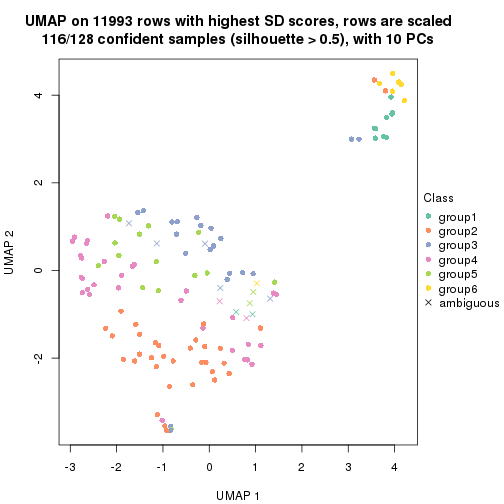 UMAP on 11993 rows with highest SD scores, rows are scaled
116/128 confident samples (silhouette > 0.5), with 10 PCs
4
2
0
-2
UMAP 2
-3
-2
-1
0
1
2
3
4
UMAP 1
Class
group1
group2
group3
group4
group5
group6
ambiguous